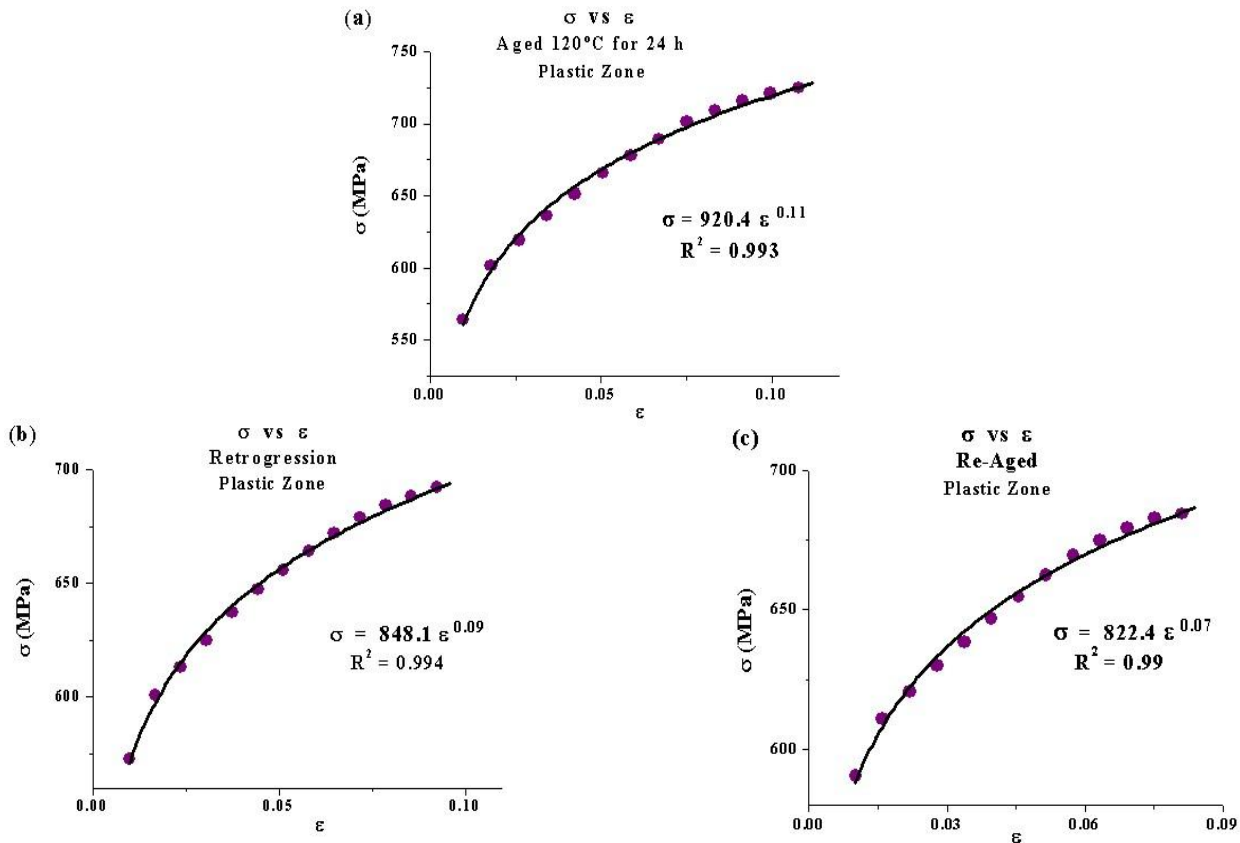 (a)
σ vs ε
Aged 120°C for 24 h
Plastic Zone
750
700
650
600
550
σ (MPa)
σ = 920.4 ε^0.11
R² = 0.993
0.00
0.05
0.10
ε
(b)
σ vs ε
Retrogression
Plastic Zone
700
650
600
σ (MPa)
σ = 848.1 ε^0.09
R² = 0.994
0.00
0.05
0.10
ε
(c)
σ vs ε
Re-Aged
Plastic Zone
700
650
600
σ (MPa)
σ = 822.4 ε^0.07
R² = 0.99
0.00
0.03
0.06
0.09
ε